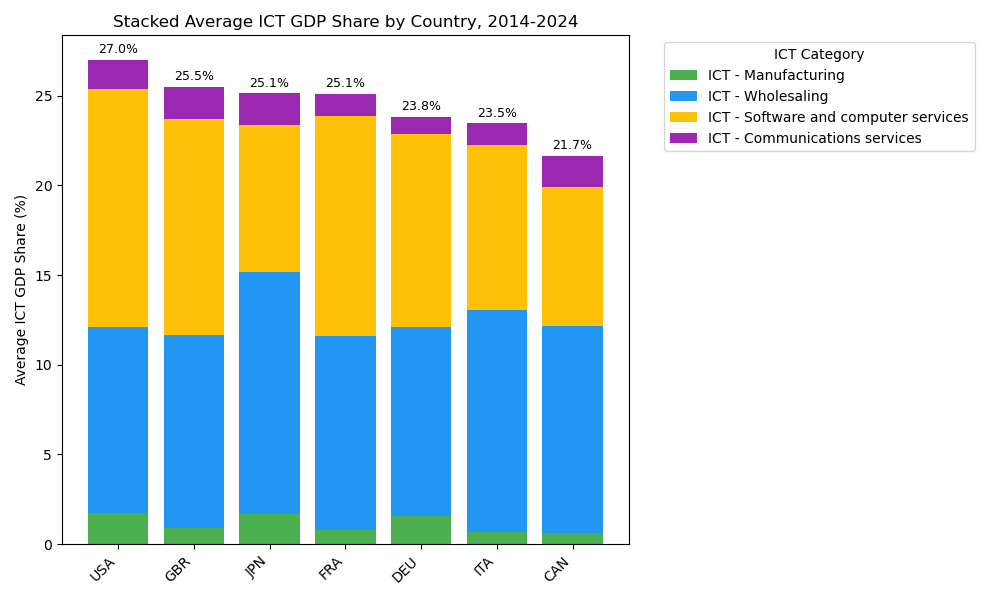 Stacked Average ICT GDP Share by Country, 2014-2024
Average ICT GDP Share (%)
25
20
15
10
5
0
27.0%
25.5%
25.1%
25.1%
23.8%
23.5%
21.7%
USA
GBR
JPN
FRA
DEU
ITA
CAN
ICT Category
ICT - Manufacturing
ICT - Wholesaling
ICT - Software and computer services
ICT - Communications services